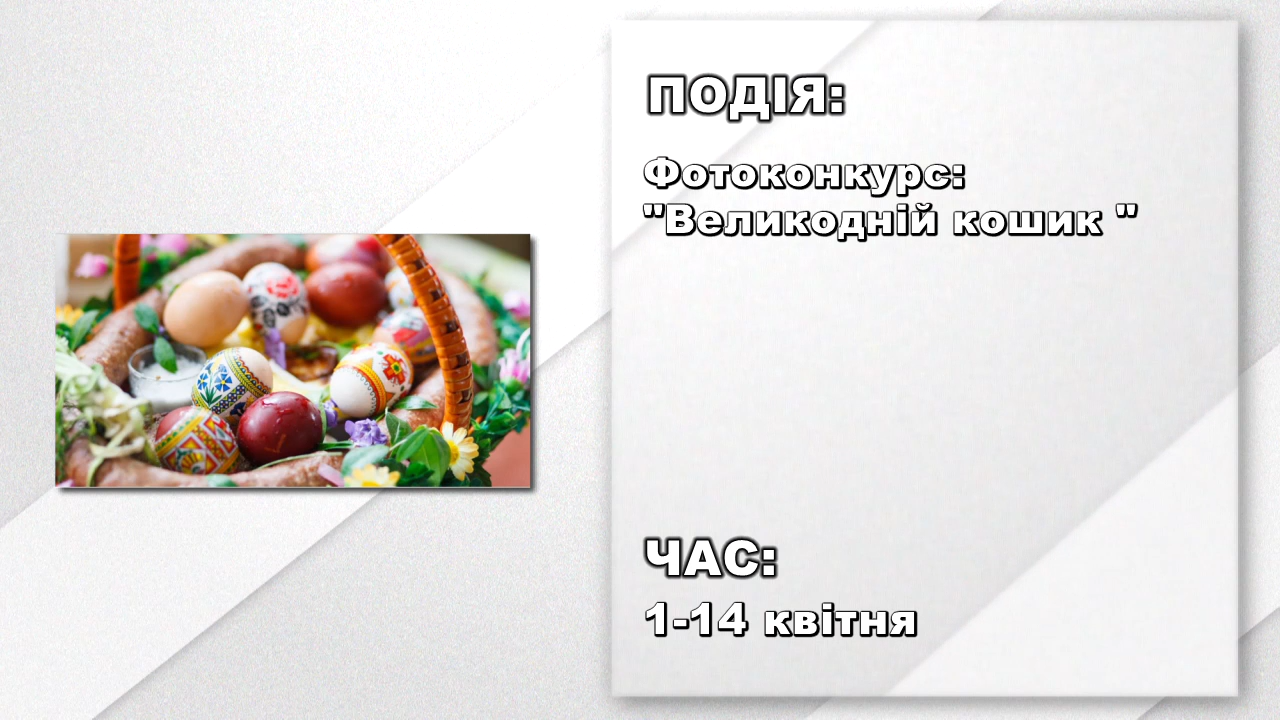 ПОДІЯ:
Фотоконкурс:
"Великодній кошик "
ЧАС:
1-14 квітня